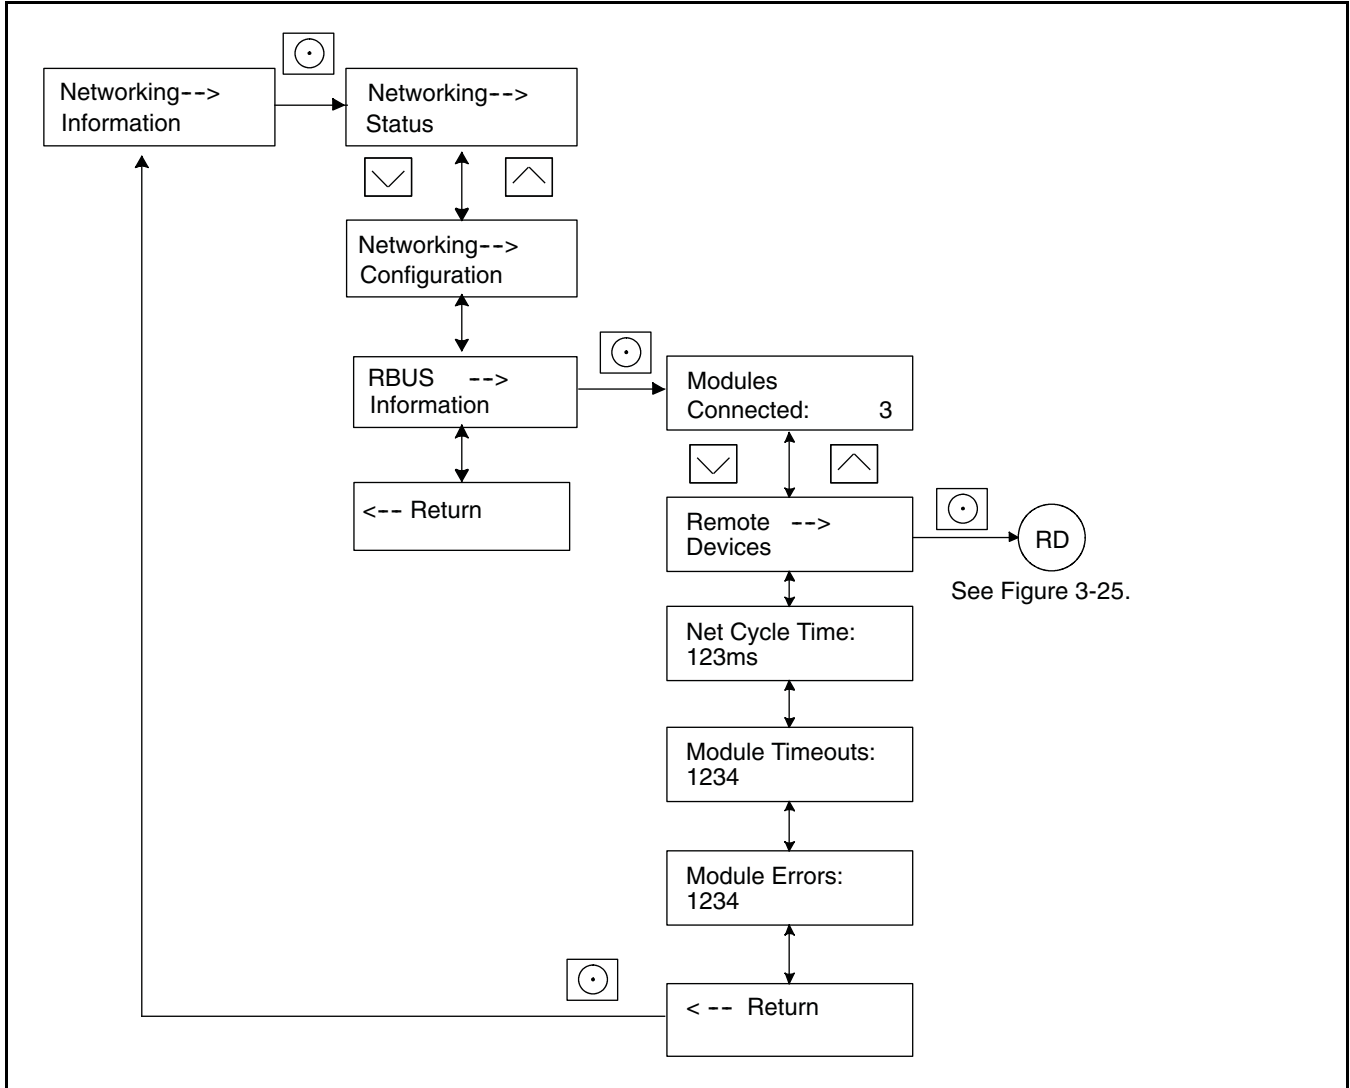 Networking-->
Information
Networking-->
Status
Networking-->
Configuration
RBUS -->
Information
<-- Return
Modules
Connected: 3
Remote -->
Devices
RD
See Figure 3-25.
Net Cycle Time:
123ms
Module Timeouts:
1234
Module Errors:
1234
< -- Return